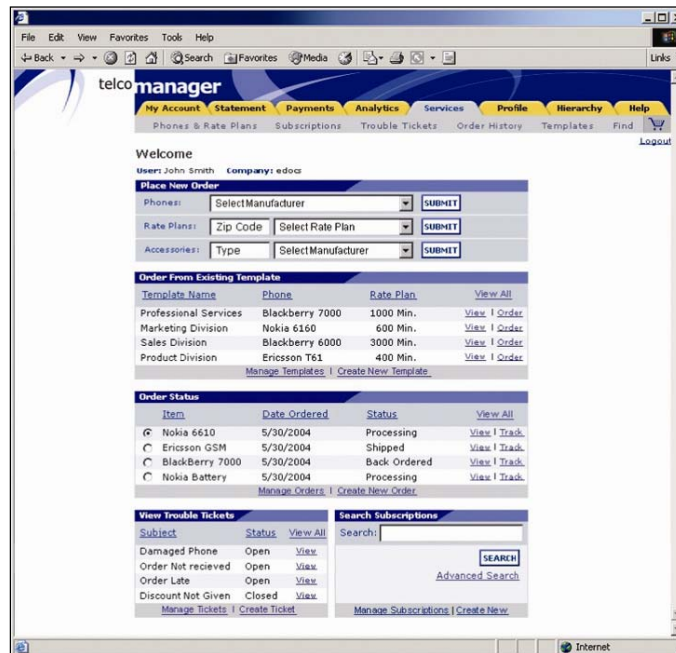 File Edit View Favorites Tools Help
Back Search Favorites Media Links
telcomanager
My Account Statement Payments Analytics Services Profile Hierarchy Help
Phones & Rate Plans Subscriptions Trouble Tickets Order History Templates Find
Logout
Welcome
User: John Smith Company: edocs
Place New Order
Phones: Select Manufacturer SUBMIT
Rate Plans: Zip Code Select Rate Plan SUBMIT
Accessories: Type Select Manufacturer SUBMIT
Order From Existing Template
Template Name Phone Rate Plan View All
Professional Services Blackberry 7000 1000 Min. View | Order
Marketing Division Nokia 6160 600 Min. View | Order
Sales Division Blackberry 6000 3000 Min. View | Order
Product Division Ericsson T61 400 Min. View | Order
Manage Templates | Create New Template
Order Status
Item Date Ordered Status View All
Nokia 6610 5/30/2004 Processing View | Track
Ericsson GSM 5/30/2004 Shipped View | Track
BlackBerry 7000 5/30/2004 Back Ordered View | Track
Nokia Battery 5/30/2004 Processing View | Track
Manage Orders | Create New Order
View Trouble Tickets
Subject Status View All
Damaged Phone Open View
Order Not recieved Open View
Order Late Open View
Discount Not Given Closed View
Manage Tickets | Create Ticket
Search Subscriptions
Search:
SEARCH
Advanced Search
Manage Subscriptions | Create New
Internet